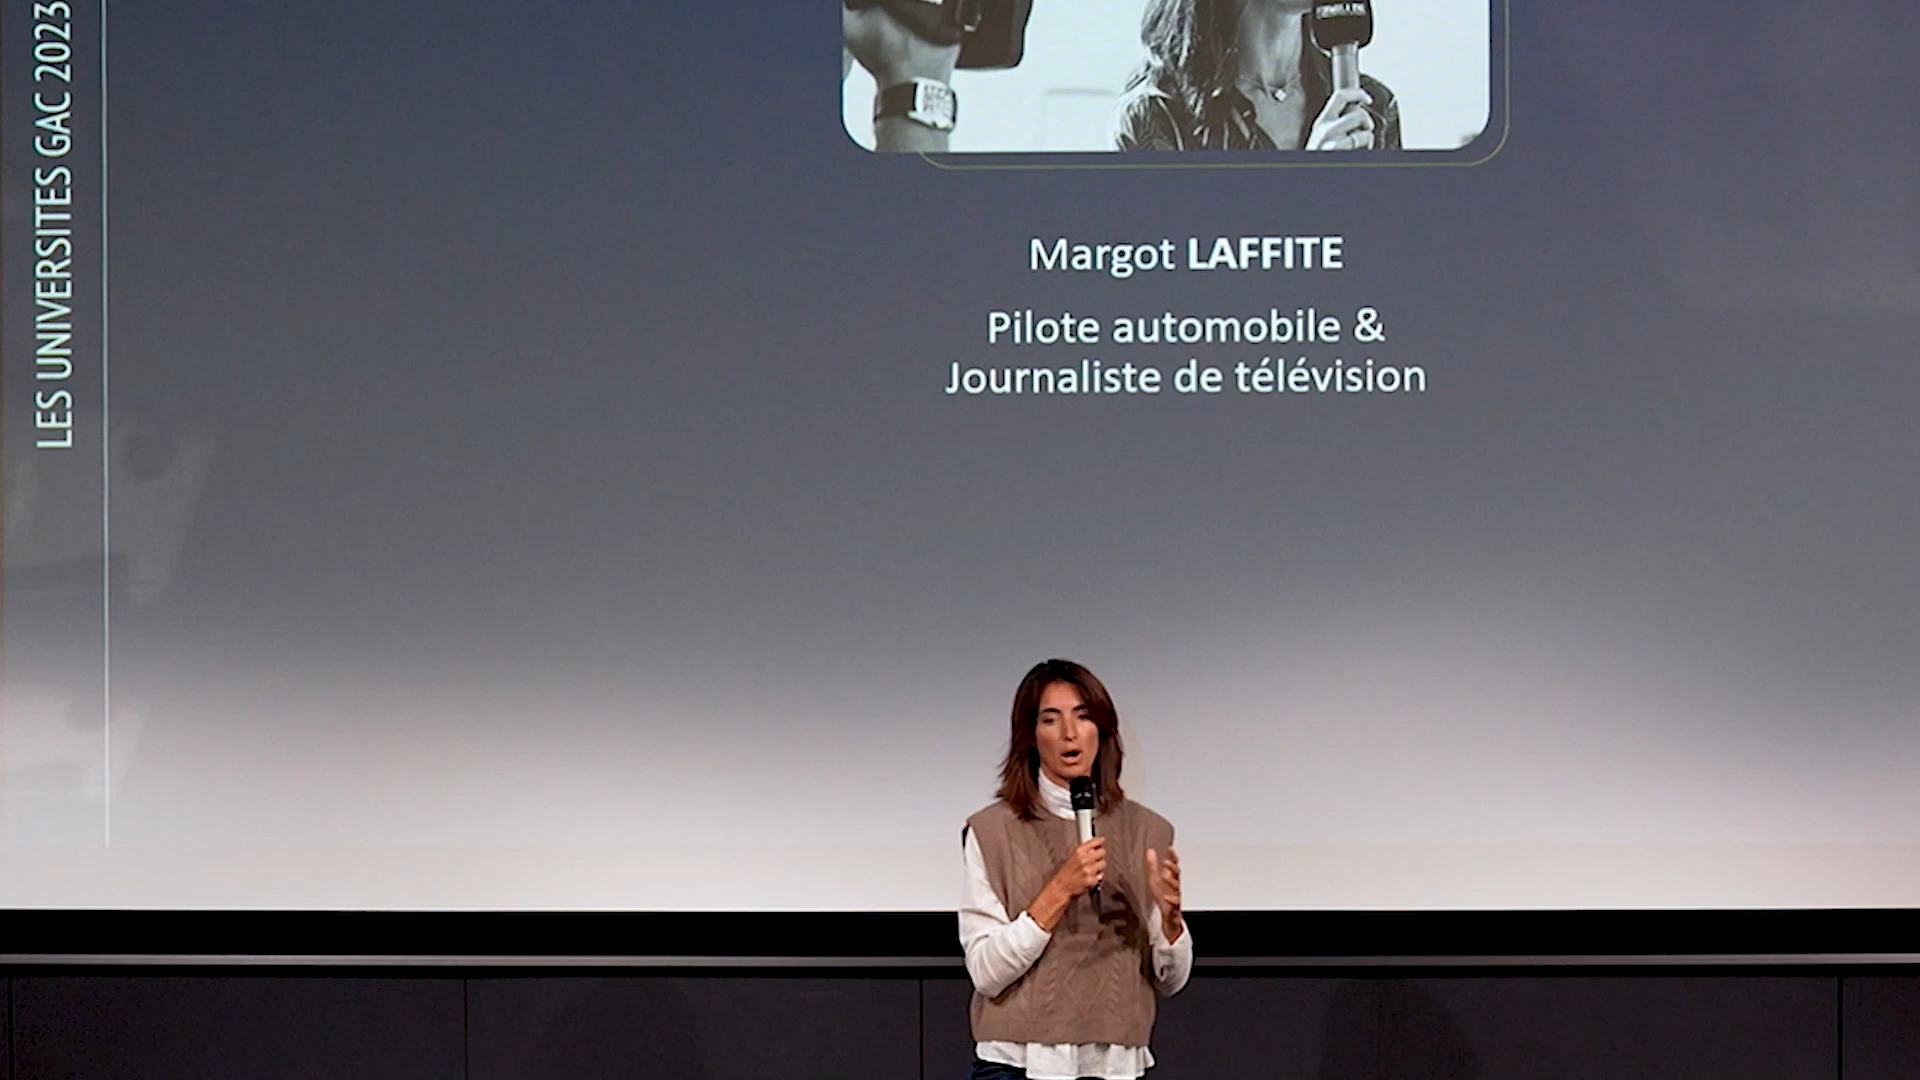 LES UNIVERSITES GAC 2023
Margot LAFFITE
Pilote automobile &
Journaliste de télévision